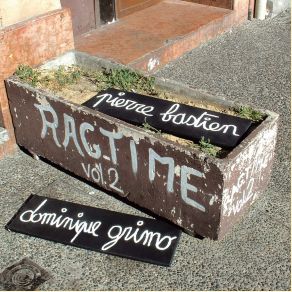 pierre bastien
RAGTIME
vol 2
dominique grimo